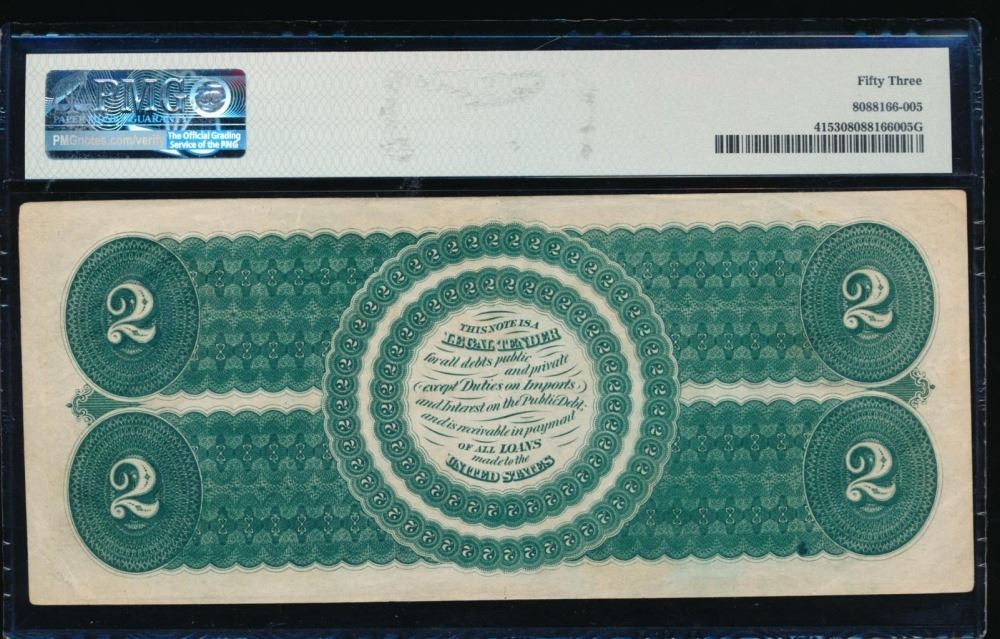 PMG
PAPER MONEY GUARANTY
PMGnotes.com/verify
The Official Grading
Service of the PNG
Fifty Three
8088166-005
415308088166005G
2
2
THIS NOTE IS A
LEGAL TENDER
for all debts public
and private
(except Duties on Imports,)
and Interest on the Public Debt;
and is receivable in payment
OF ALL LOANS
made to the
UNITED STATES
2
2